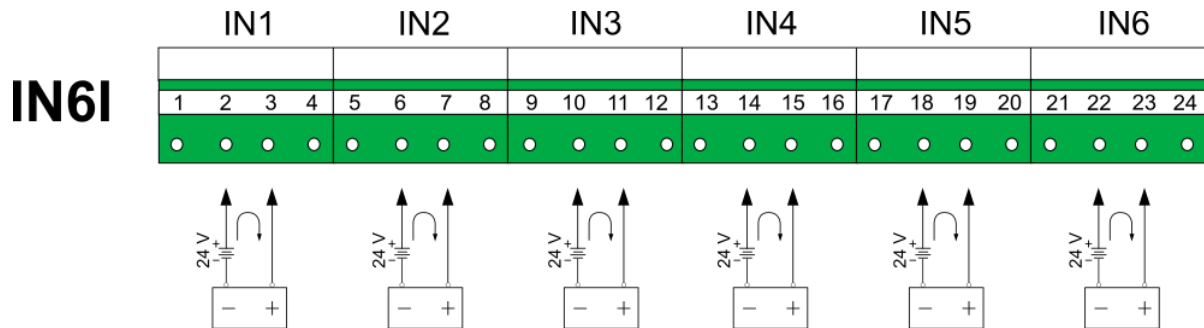 IN1 IN2 IN3 IN4 IN5 IN6
IN6I
1 2 3 4 5 6 7 8 9 10 11 12 13 14 15 16 17 18 19 20 21 22 23 24
24 V + − 24 V + − 24 V + − 24 V + − 24 V + − 24 V + −
− + − + − + − + − + − +